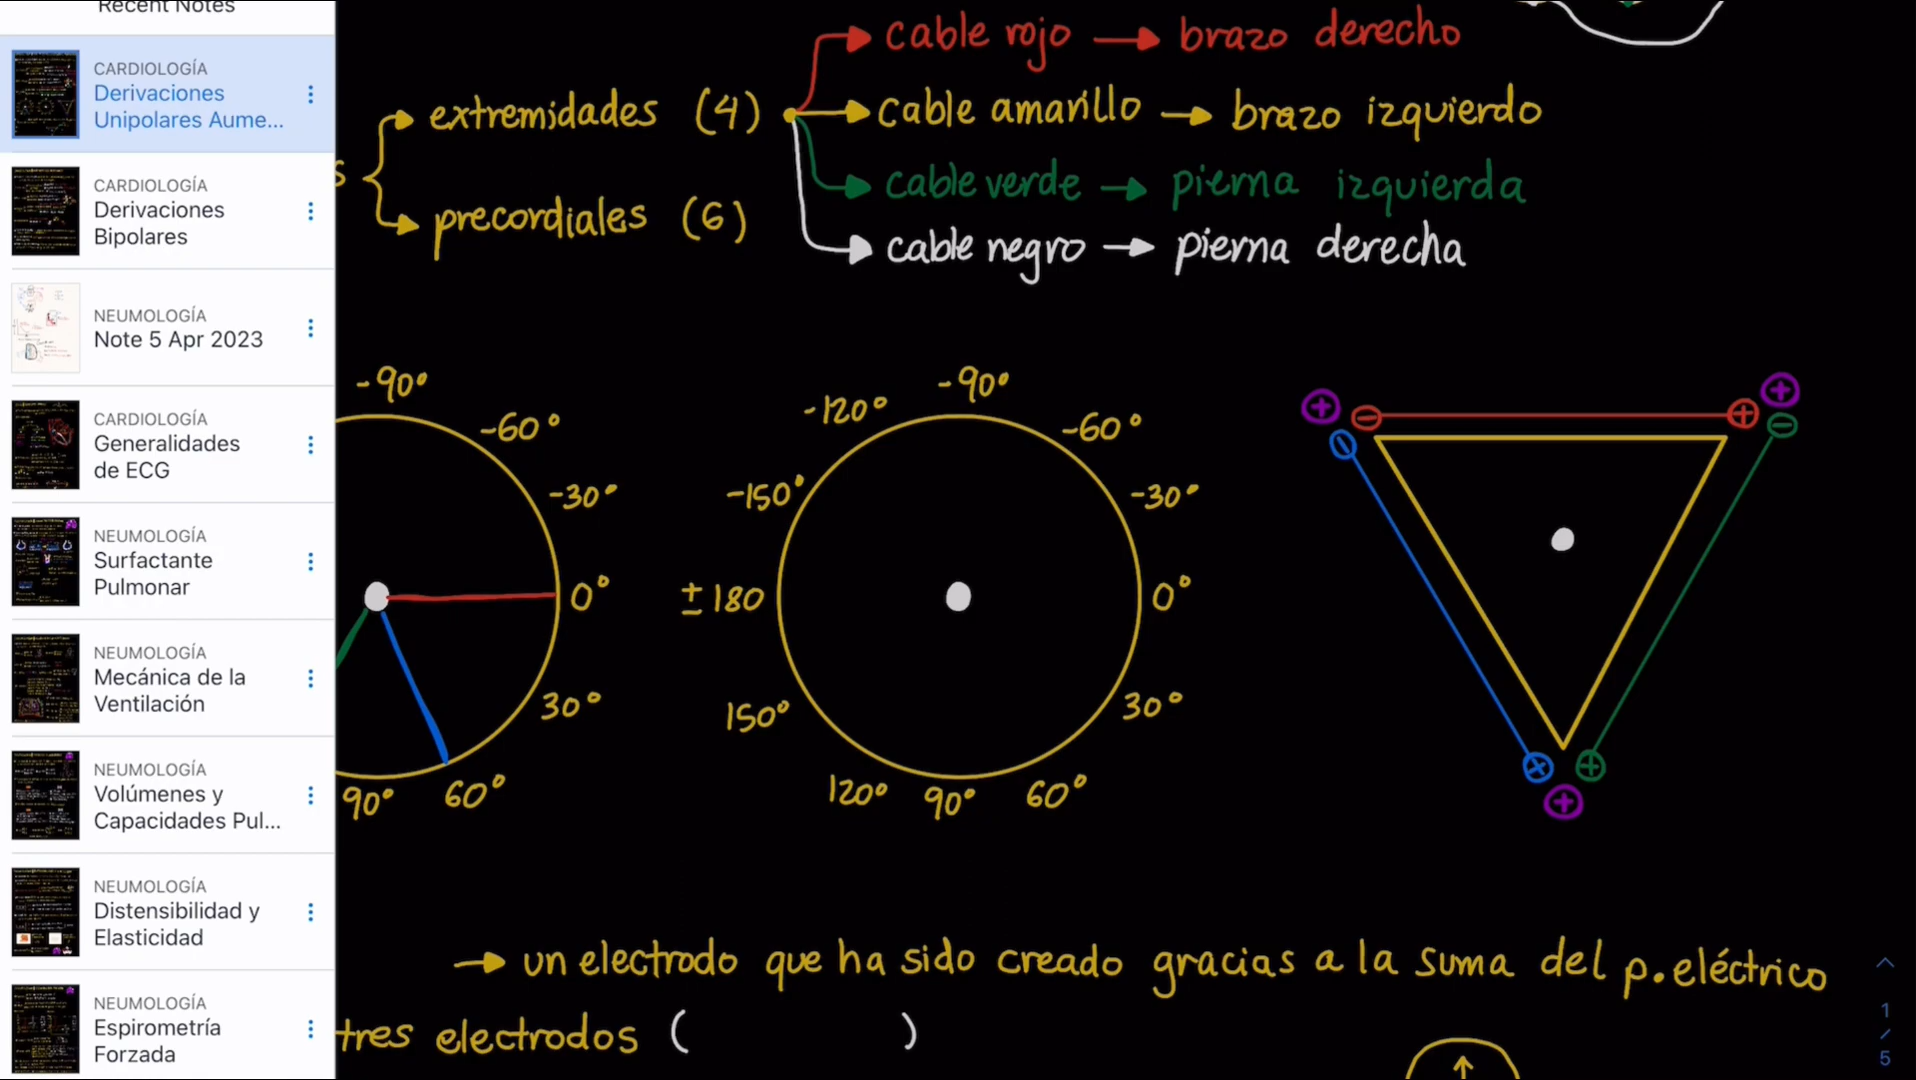 Recent Notes
CARDIOLOGÍA
Derivaciones
Unipolares Aume...
CARDIOLOGÍA
Derivaciones
Bipolares
NEUMOLOGÍA
Note 5 Apr 2023
CARDIOLOGÍA
Generalidades
de ECG
NEUMOLOGÍA
Surfactante
Pulmonar
NEUMOLOGÍA
Mecánica de la
Ventilación
NEUMOLOGÍA
Volúmenes y
Capacidades Pul...
NEUMOLOGÍA
Distensibilidad y
Elasticidad
NEUMOLOGÍA
Espirometría
Forzada
cable rojo → brazo derecho
s extremidades (4) cable amarillo → brazo izquierdo
cable verde → pierna izquierda
precordiales (6)
cable negro → pierna derecha
-90°
-60°
-30°
0°
30°
60°
90°
-90°
-120°
-60°
-150°
-30°
± 180
0°
150°
30°
120°
90°
60°
+ - + +
- -
+ +
+
→ un electrodo que ha sido creado gracias a la suma del p. eléctrico
tres electrodos ( )
1
/
5